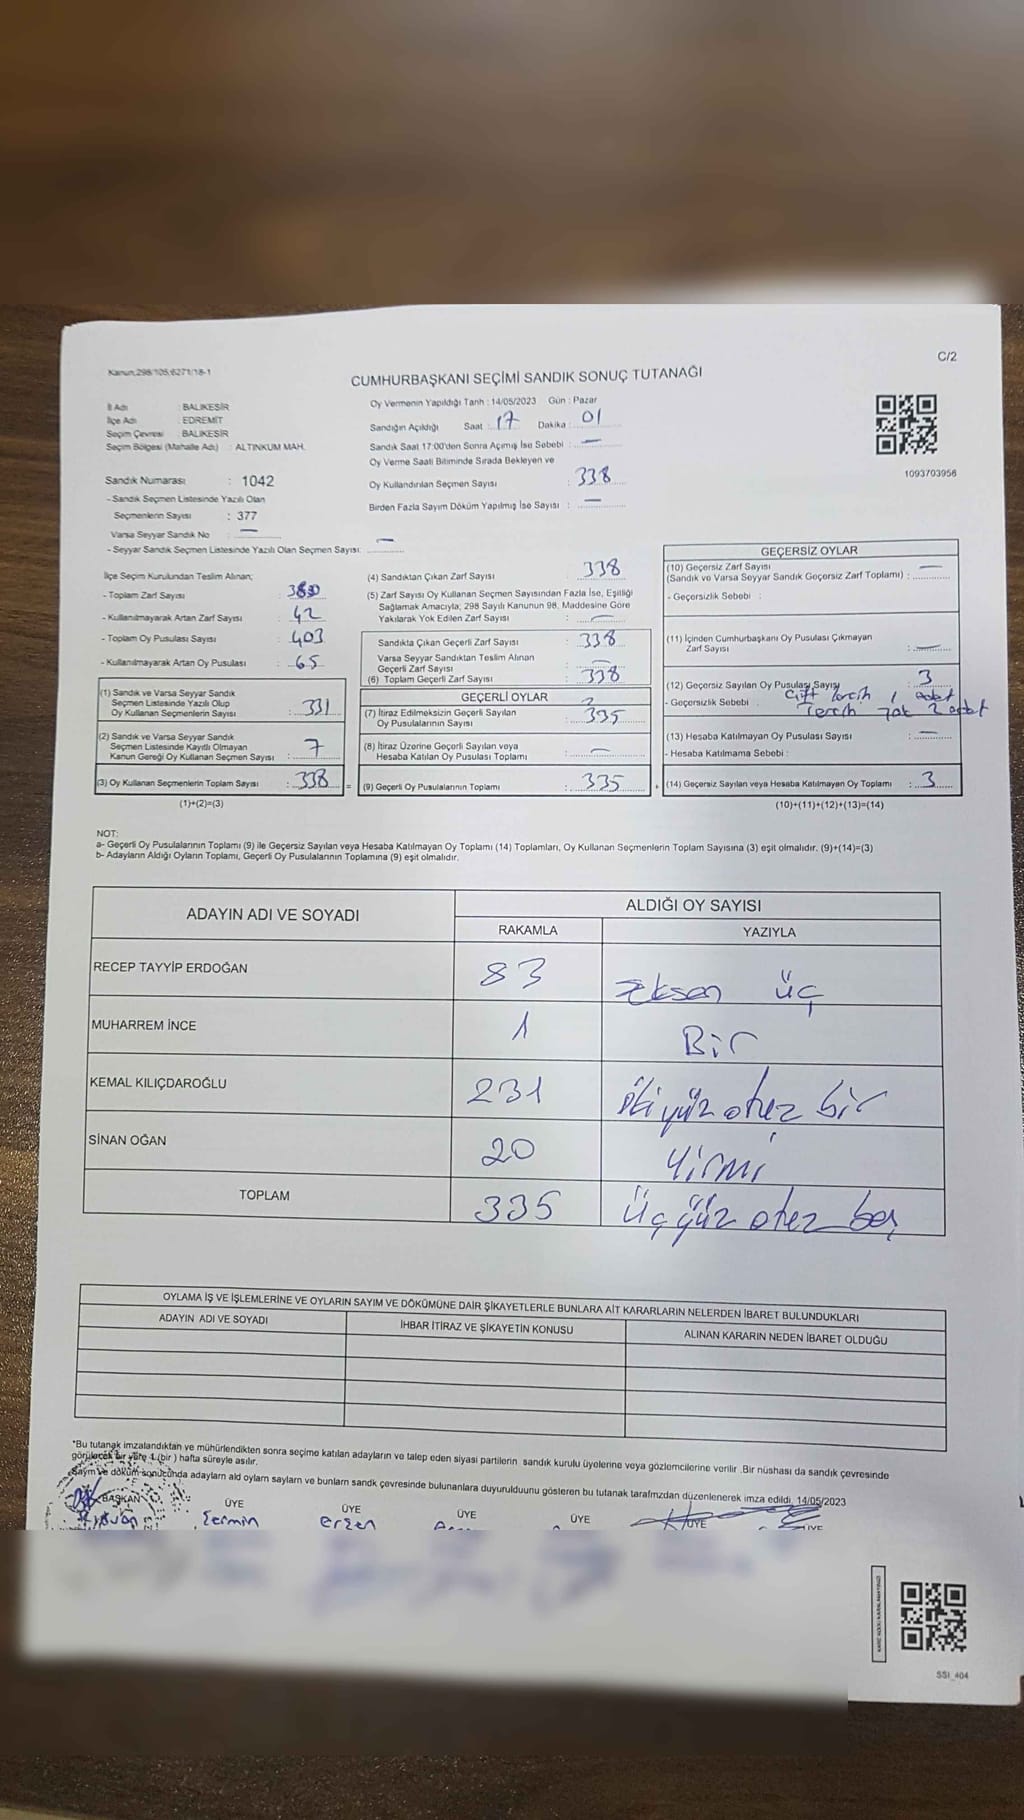 C/2
Kanun,298/105;6271/18-1
CUMHURBAŞKANI SEÇİMİ SANDIK SONUÇ TUTANAĞI
İl Adı : BALIKESİR
İlçe Adı : EDREMİT
Seçim Çevresi : BALIKESİR
Seçim Bölgesi (Mahalle Adı) : ALTINKUM MAH.
Oy Vermenin Yapıldığı Tarih : 14/05/2023 Gün : Pazar
Sandığın Açıldığı Saat : 17 Dakika : 01
Sandık Saat 17:00'den Sonra Açımış İse Sebebi : —
Oy Verme Saati Bitiminde Sırada Bekleyen ve
Oy Kullandırılan Seçmen Sayısı : 338
Birden Fazla Sayım Döküm Yapılmış İse Sayısı : —
1093703956
Sandık Numarası : 1042
- Sandık Seçmen Listesinde Yazılı Olan
Seçmenlerin Sayısı : 377
Varsa Seyyar Sandık No : —
- Seyyar Sandık Seçmen Listesinde Yazılı Olan Seçmen Sayısı: —
İlçe Seçim Kurulundan Teslim Alınan;
- Toplam Zarf Sayısı : 380
- Kullanılmayarak Artan Zarf Sayısı : 42
- Toplam Oy Pusulası Sayısı : 403
- Kullanılmayarak Artan Oy Pusulası : 65
(1) Sandık ve Varsa Seyyar Sandık
Seçmen Listesinde Yazılı Olup
Oy Kullanan Seçmenlerin Sayısı : 331
(2) Sandık ve Varsa Seyyar Sandık
Seçmen Listesinde Kayıtlı Olmayan
Kanun Gereği Oy Kullanan Seçmen Sayısı : 7
(3) Oy Kullanan Seçmenlerin Toplam Sayısı : 338 =
(1)+(2)=(3)
(4) Sandıktan Çıkan Zarf Sayısı : 338
(5) Zarf Sayısı Oy Kullanan Seçmen Sayısından Fazla İse, Eşitliği
Sağlamak Amacıyla; 298 Sayılı Kanunun 98. Maddesine Göre
Yakılarak Yok Edilen Zarf Sayısı : —
Sandıkta Çıkan Geçerli Zarf Sayısı : 338
Varsa Seyyar Sandıktan Teslim Alınan
Geçerli Zarf Sayısı : —
(6) Toplam Geçerli Zarf Sayısı : 338
GEÇERLİ OYLAR
(7) İtiraz Edilmeksizin Geçerli Sayılan
Oy Pusulalarının Sayısı : 335
(8) İtiraz Üzerine Geçerli Sayılan veya
Hesaba Katılan Oy Pusulası Toplamı : —
(9) Geçerli Oy Pusulalarının Toplamı : 335 +
GEÇERSİZ OYLAR
(10) Geçersiz Zarf Sayısı
(Sandık ve Varsa Seyyar Sandık Geçersiz Zarf Toplamı) : —
- Geçersizlik Sebebi :
(11) İçinden Cumhurbaşkanı Oy Pusulası Çıkmayan
Zarf Sayısı : —
(12) Geçersiz Sayılan Oy Pusulası Sayısı : 3
- Geçersizlik Sebebi : Çift Tercih 1 adet
Tercih yok 2 adet
(13) Hesaba Katılmayan Oy Pusulası Sayısı : —
- Hesaba Katılmama Sebebi :
(14) Geçersiz Sayılan veya Hesaba Katılmayan Oy Toplamı : 3
(10)+(11)+(12)+(13)=(14)
NOT:
a- Geçerli Oy Pusulalarının Toplamı (9) ile Geçersiz Sayılan veya Hesaba Katılmayan Oy Toplamı (14) Toplamları, Oy Kullanan Seçmenlerin Toplam Sayısına (3) eşit olmalıdır. (9)+(14)=(3)
b- Adayların Aldığı Oyların Toplamı, Geçerli Oy Pusulalarının Toplamına (9) eşit olmalıdır.
ADAYIN ADI VE SOYADI ALDIĞI OY SAYISI
RAKAMLA YAZIYLA
RECEP TAYYİP ERDOĞAN 83 seksen üç
MUHARREM İNCE 1 Bir
KEMAL KILIÇDAROĞLU 231 ikiyüz otuz bir
SİNAN OĞAN 20 Yirmi
TOPLAM 335 Üçyüz otuz beş
OYLAMA İŞ VE İŞLEMLERİNE VE OYLARIN SAYIM VE DÖKÜMÜNE DAİR ŞİKAYETLERLE BUNLARA AİT KARARLARIN NELERDEN İBARET BULUNDUKLARI
ADAYIN ADI VE SOYADI İHBAR İTİRAZ VE ŞİKAYETİN KONUSU ALINAN KARARIN NEDEN İBARET OLDUĞU
*Bu tutanak imzalandıktan ve mühürlendikten sonra seçime katılan adayların ve talep eden siyasi partilerin sandık kurulu üyelerine veya gözlemcilerine verilir .Bir nüshası da sandık çevresinde
görülecek bir yere 1 (bir ) hafta süreyle asılır.
Sayım ve döküm sonucunda adayların ald oyların sayların ve bunların sandk çevresinde bulunanlara duyurulduunu gösteren bu tutanak tarafmzdan düzenlenerek imza edildi. 14/05/2023
BAŞKAN ÜYE ÜYE ÜYE ÜYE ÜYE ÜYE
Sermin ersen
SSI_404